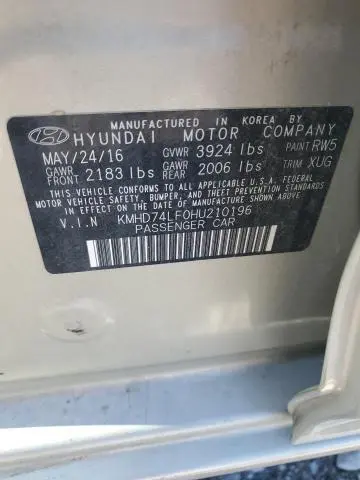 MANUFACTURED IN KOREA BY
HYUNDAI MOTOR COMPANY
MAY/24/16 GVWR 3924 lbs PAINT RW5
GAWR FRONT 2183 lbs GAWR REAR 2006 lbs TRIM XUG
THIS VEHICLE CONFORMS TO ALL APPLICABLE U.S.A. FEDERAL
MOTOR VEHICLE SAFETY, BUMPER, AND THEFT PREVENTION STANDARDS
IN EFFECT ON THE DATE OF MANUFACTURE SHOWN ABOVE.
V.I.N KMHD74LF0HU210196
PASSENGER CAR